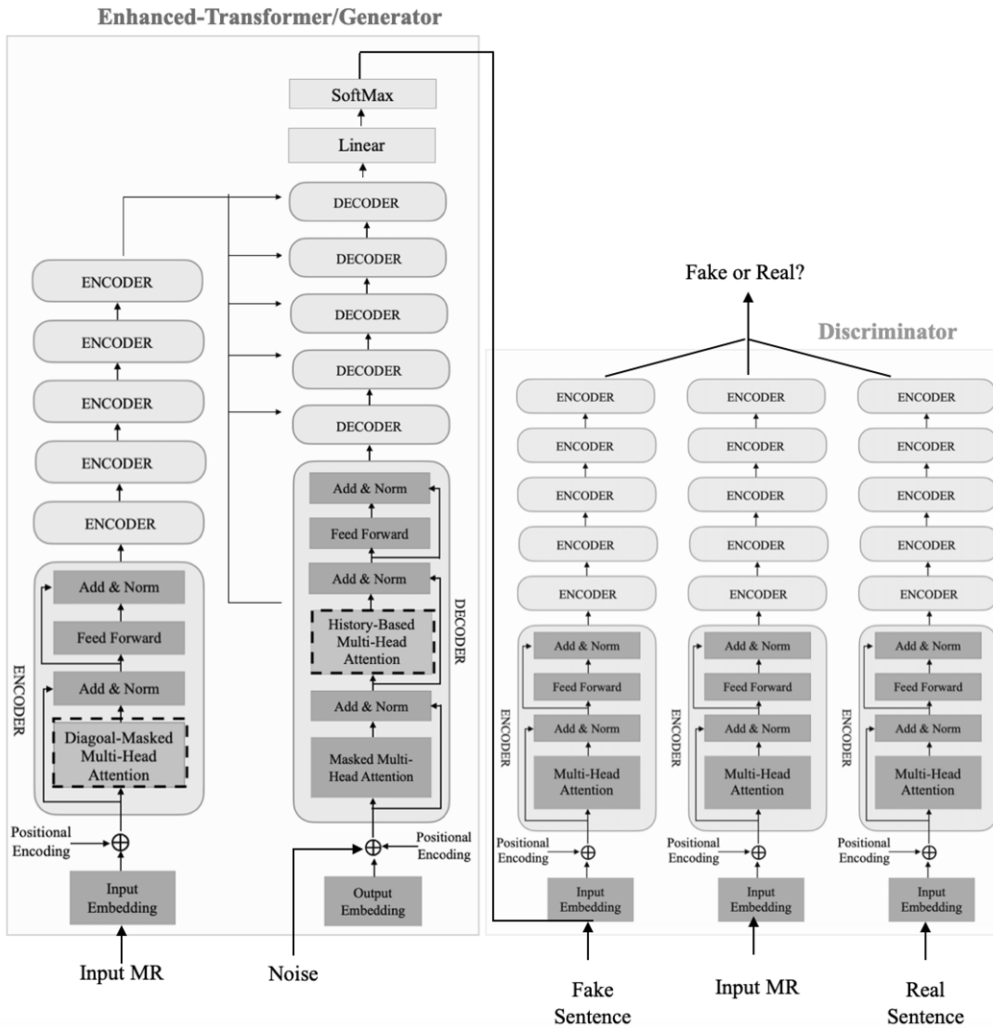 Enhanced-Transformer/Generator
SoftMax
Linear
DECODER
DECODER
DECODER
DECODER
DECODER
Add & Norm
Feed Forward
Add & Norm
History-Based
Multi-Head
Attention
Add & Norm
Masked Multi-
Head Attention
DECODER
Positional
Encoding
Output
Embedding
Noise
ENCODER
ENCODER
ENCODER
ENCODER
ENCODER
Add & Norm
Feed Forward
Add & Norm
Diagoal-Masked
Multi-Head
Attention
ENCODER
Positional
Encoding
Input
Embedding
Input MR
Fake or Real?
Discriminator
ENCODER
ENCODER
ENCODER
ENCODER
ENCODER
Add & Norm
Feed Forward
Add & Norm
Multi-Head
Attention
ENCODER
Positional
Encoding
Input
Embedding
Fake
Sentence
ENCODER
ENCODER
ENCODER
ENCODER
ENCODER
Add & Norm
Feed Forward
Add & Norm
Multi-Head
Attention
ENCODER
Positional
Encoding
Input
Embedding
Input MR
ENCODER
ENCODER
ENCODER
ENCODER
ENCODER
Add & Norm
Feed Forward
Add & Norm
Multi-Head
Attention
ENCODER
Positional
Encoding
Input
Embedding
Real
Sentence